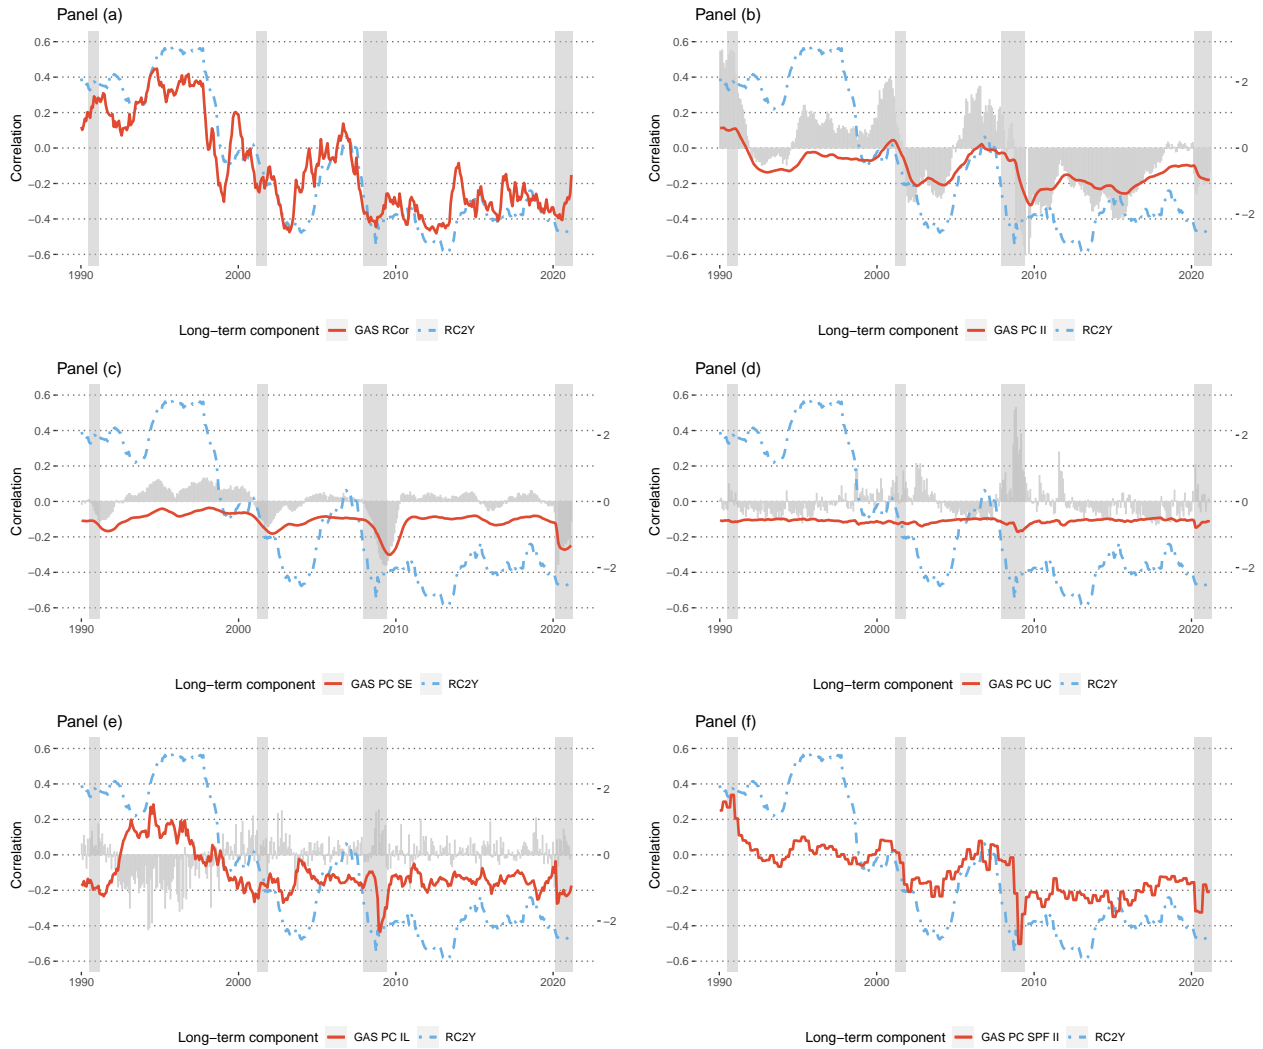 Panel (a)
Correlation
0.6
0.4
0.2
0.0
−0.2
−0.4
−0.6
1990 2000 2010 2020
Long−term component GAS RCor RC2Y
Panel (b)
Correlation
0.6
0.4
0.2
0.0
−0.2
−0.4
−0.6
2
0
−2
1990 2000 2010 2020
Long−term component GAS PC II RC2Y
Panel (c)
Correlation
0.6
0.4
0.2
0.0
−0.2
−0.4
−0.6
2
0
−2
1990 2000 2010 2020
Long−term component GAS PC SE RC2Y
Panel (d)
Correlation
0.6
0.4
0.2
0.0
−0.2
−0.4
−0.6
2
0
−2
1990 2000 2010 2020
Long−term component GAS PC UC RC2Y
Panel (e)
Correlation
0.6
0.4
0.2
0.0
−0.2
−0.4
−0.6
2
0
−2
1990 2000 2010 2020
Long−term component GAS PC IL RC2Y
Panel (f)
Correlation
0.6
0.4
0.2
0.0
−0.2
−0.4
−0.6
1990 2000 2010 2020
Long−term component GAS PC SPF II RC2Y